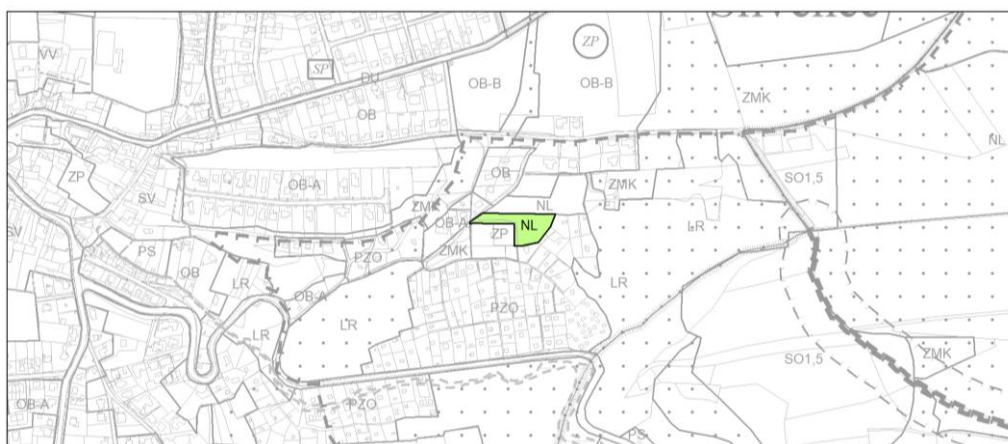 VV
SP
DU
OB
OB-B
ZP
OB-B
ZMK
NL
ZP
SV
OB-A
OB
ZMK
SO1,5
SV
PS
OB
ZMK
OB-A
NL
NL
ZP
LR
LR
PZO
ZMK
OB-A
LR
LR
PZO
LR
SO1,5
ZMK
OB-A
PZO
PS